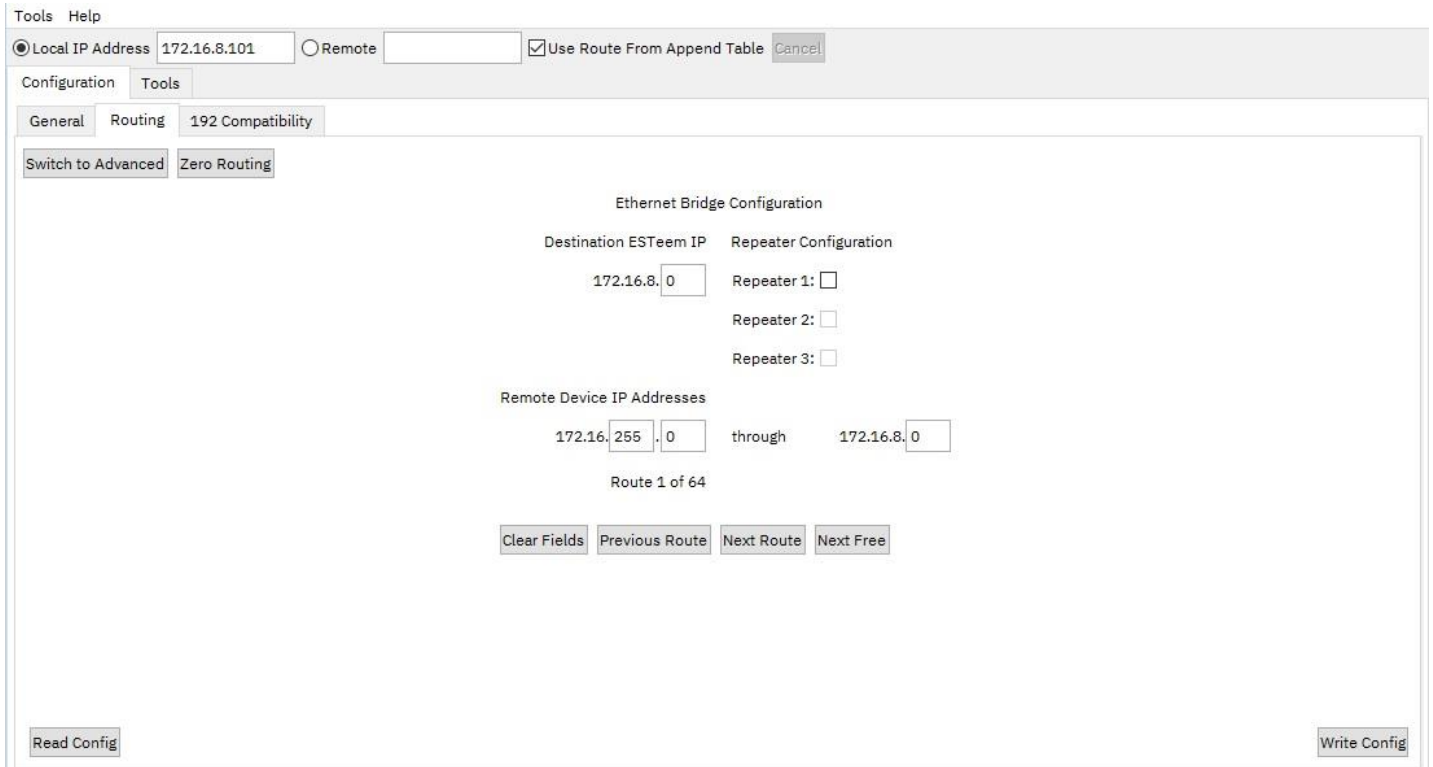 Tools Help
Local IP Address 172.16.8.101 Remote Use Route From Append Table Cancel
Configuration Tools
General Routing 192 Compatibility
Switch to Advanced Zero Routing
Ethernet Bridge Configuration
Destination ESTeem IP Repeater Configuration
172.16.8. 0 Repeater 1:
Repeater 2:
Repeater 3:
Remote Device IP Addresses
172.16. 255 . 0 through 172.16.8. 0
Route 1 of 64
Clear Fields Previous Route Next Route Next Free
Read Config Write Config